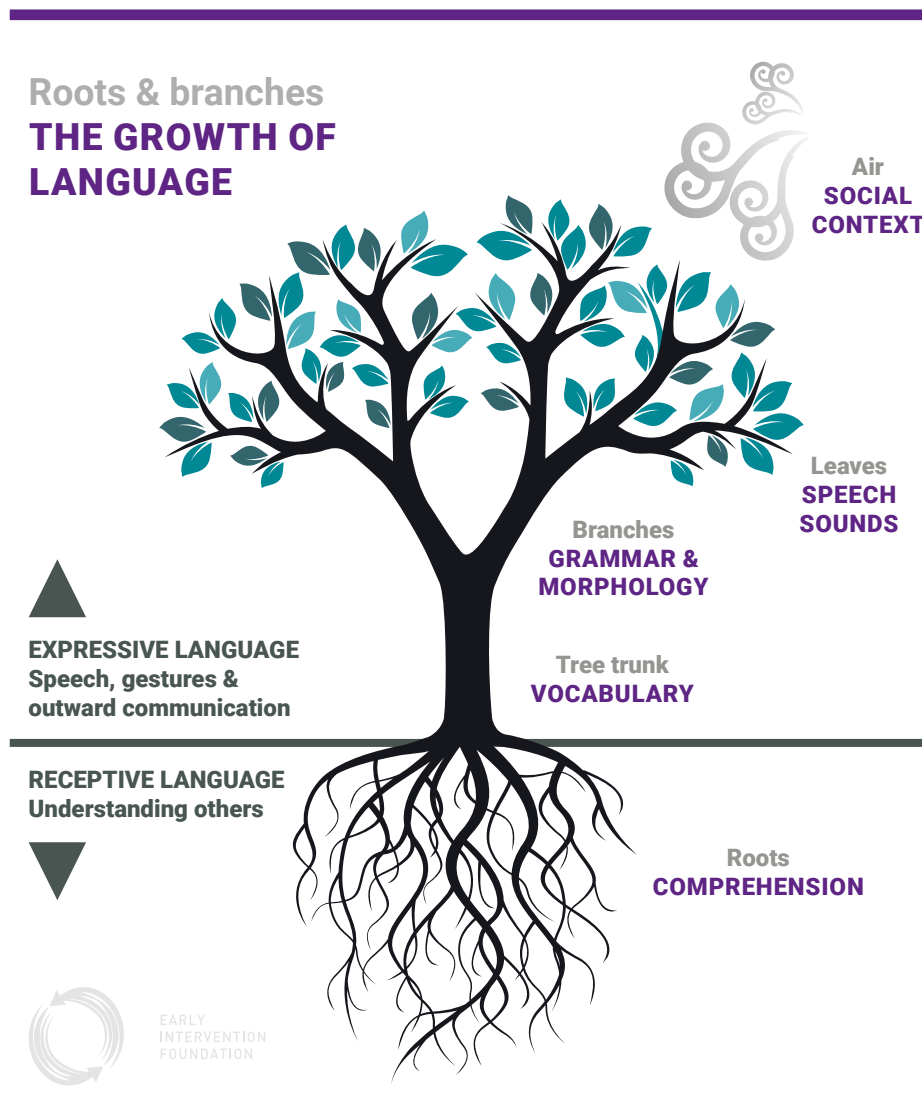 Roots & branches
THE GROWTH OF
LANGUAGE
Air
SOCIAL
CONTEXT
Leaves
SPEECH
SOUNDS
Branches
GRAMMAR &
MORPHOLOGY
EXPRESSIVE LANGUAGE
Speech, gestures &
outward communication
Tree trunk
VOCABULARY
RECEPTIVE LANGUAGE
Understanding others
Roots
COMPREHENSION
EARLY
INTERVENTION
FOUNDATION